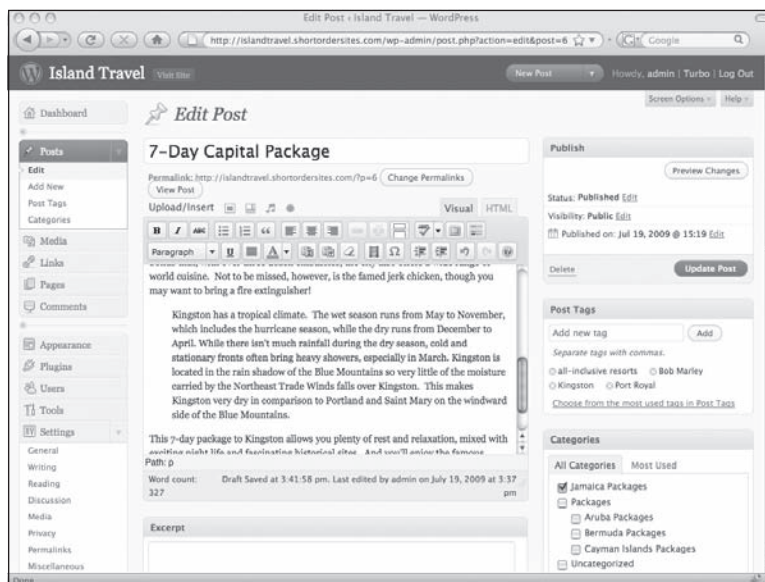 Edit Post ‹ Island Travel — WordPress
http://islandtravel.shortordersites.com/wp-admin/post.php?action=edit&post=6
Google
Island Travel
Visit Site
New Post
Howdy, admin | Turbo | Log Out
Screen Options
Help
Dashboard
Posts
Edit
Add New
Post Tags
Categories
Media
Links
Pages
Comments
Appearance
Plugins
Users
Tools
Settings
General
Writing
Reading
Discussion
Media
Privacy
Permalinks
Miscellaneous
Edit Post
7-Day Capital Package
Permalink: http://islandtravel.shortordersites.com/?p=6 Change Permalinks
View Post
Upload/Insert
Visual HTML
B I ABC
Paragraph U A Ω
world cuisine. Not to be missed, however, is the famed jerk chicken, though you
may want to bring a fire extinguisher!
Kingston has a tropical climate. The wet season runs from May to November,
which includes the hurricane season, while the dry runs from December to
April. While there isn't much rainfall during the dry season, cold and
stationary fronts often bring heavy showers, especially in March. Kingston is
located in the rain shadow of the Blue Mountains so very little of the moisture
carried by the Northeast Trade Winds falls over Kingston. This makes
Kingston very dry in comparison to Portland and Saint Mary on the windward
side of the Blue Mountains.
This 7-day package to Kingston allows you plenty of rest and relaxation, mixed with
exciting night life and fascinating historical sites. And you'll enjoy the famous
Path: p
Word count: 327
Draft Saved at 3:41:58 pm. Last edited by admin on July 19, 2009 at 3:37 pm
Excerpt
Publish
Preview Changes
Status: Published Edit
Visibility: Public Edit
Published on: Jul 19, 2009 @ 15:19 Edit
Delete
Update Post
Post Tags
Add new tag
Add
Separate tags with commas.
all-inclusive resorts
Bob Marley
Kingston
Port Royal
Choose from the most used tags in Post Tags
Categories
All Categories
Most Used
Jamaica Packages
Packages
Aruba Packages
Bermuda Packages
Cayman Islands Packages
Uncategorized
Done